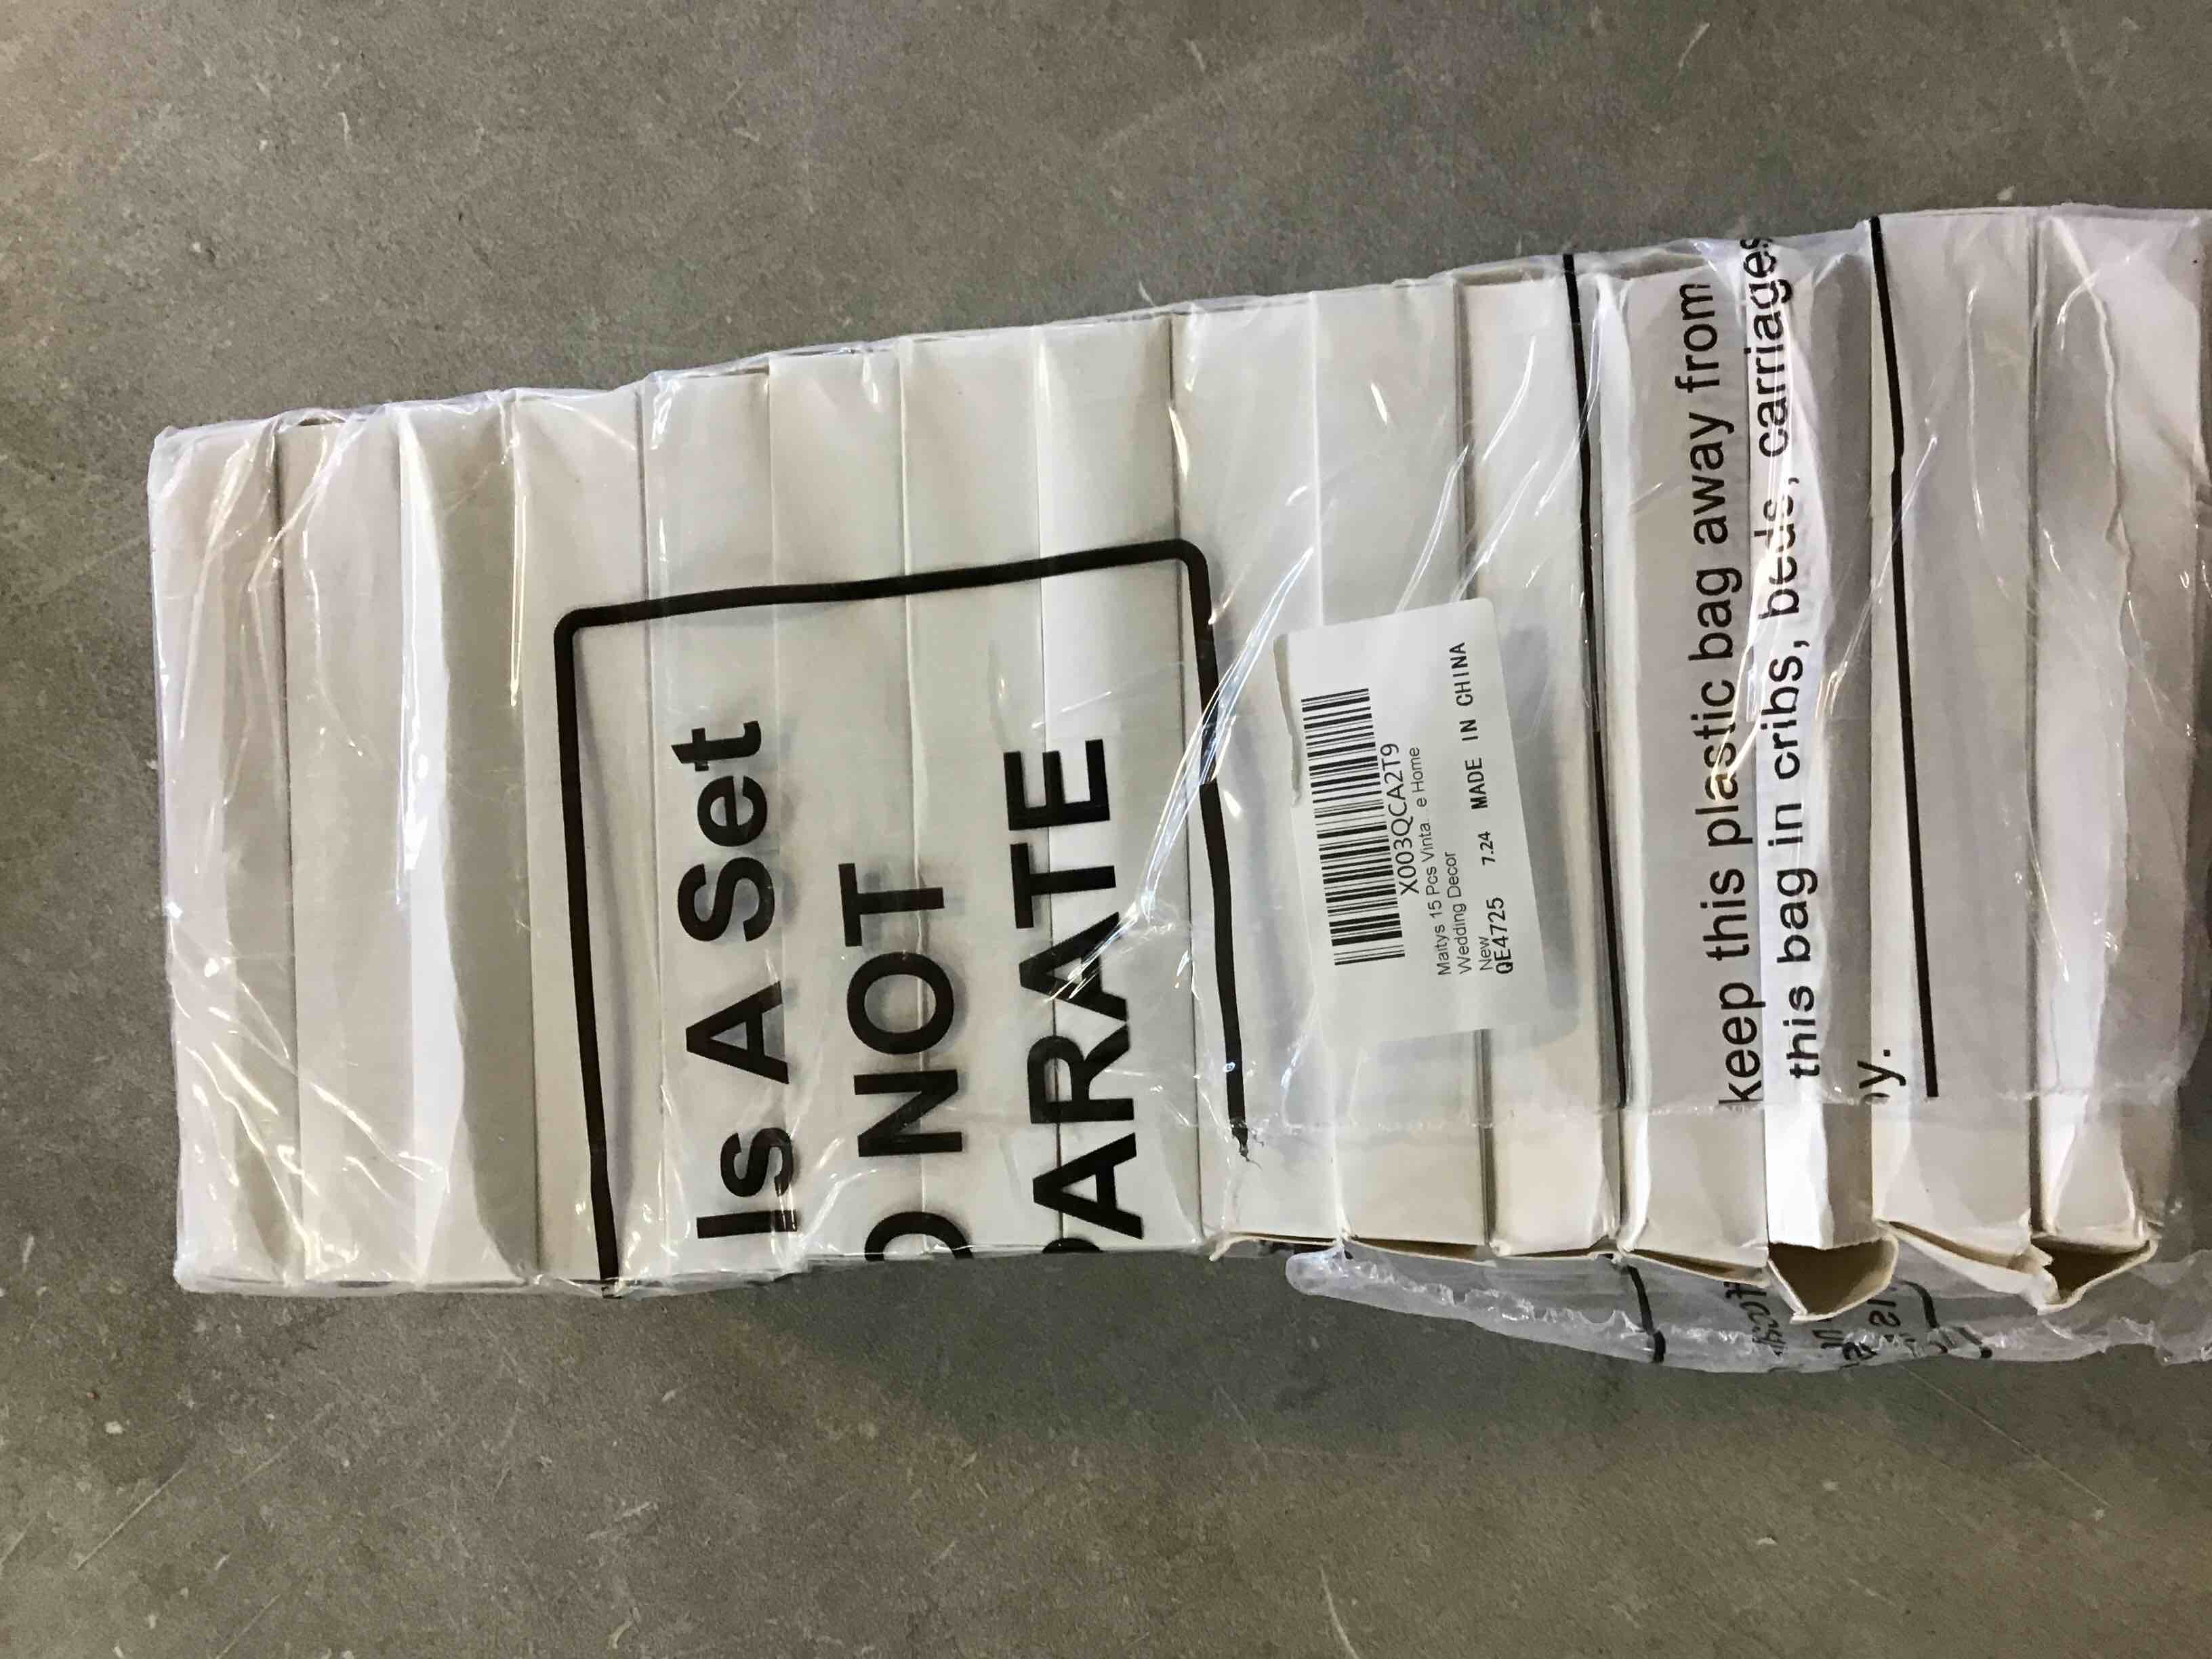 Is A Set
NOT
ARATE
X003QCA2T9
Maitys 15 Pcs Vinta e Home
Wedding Decor
New
QE4725 7.24 MADE IN CHINA
keep this plastic bag away from
this bag in cribs, beds, carriages
y.